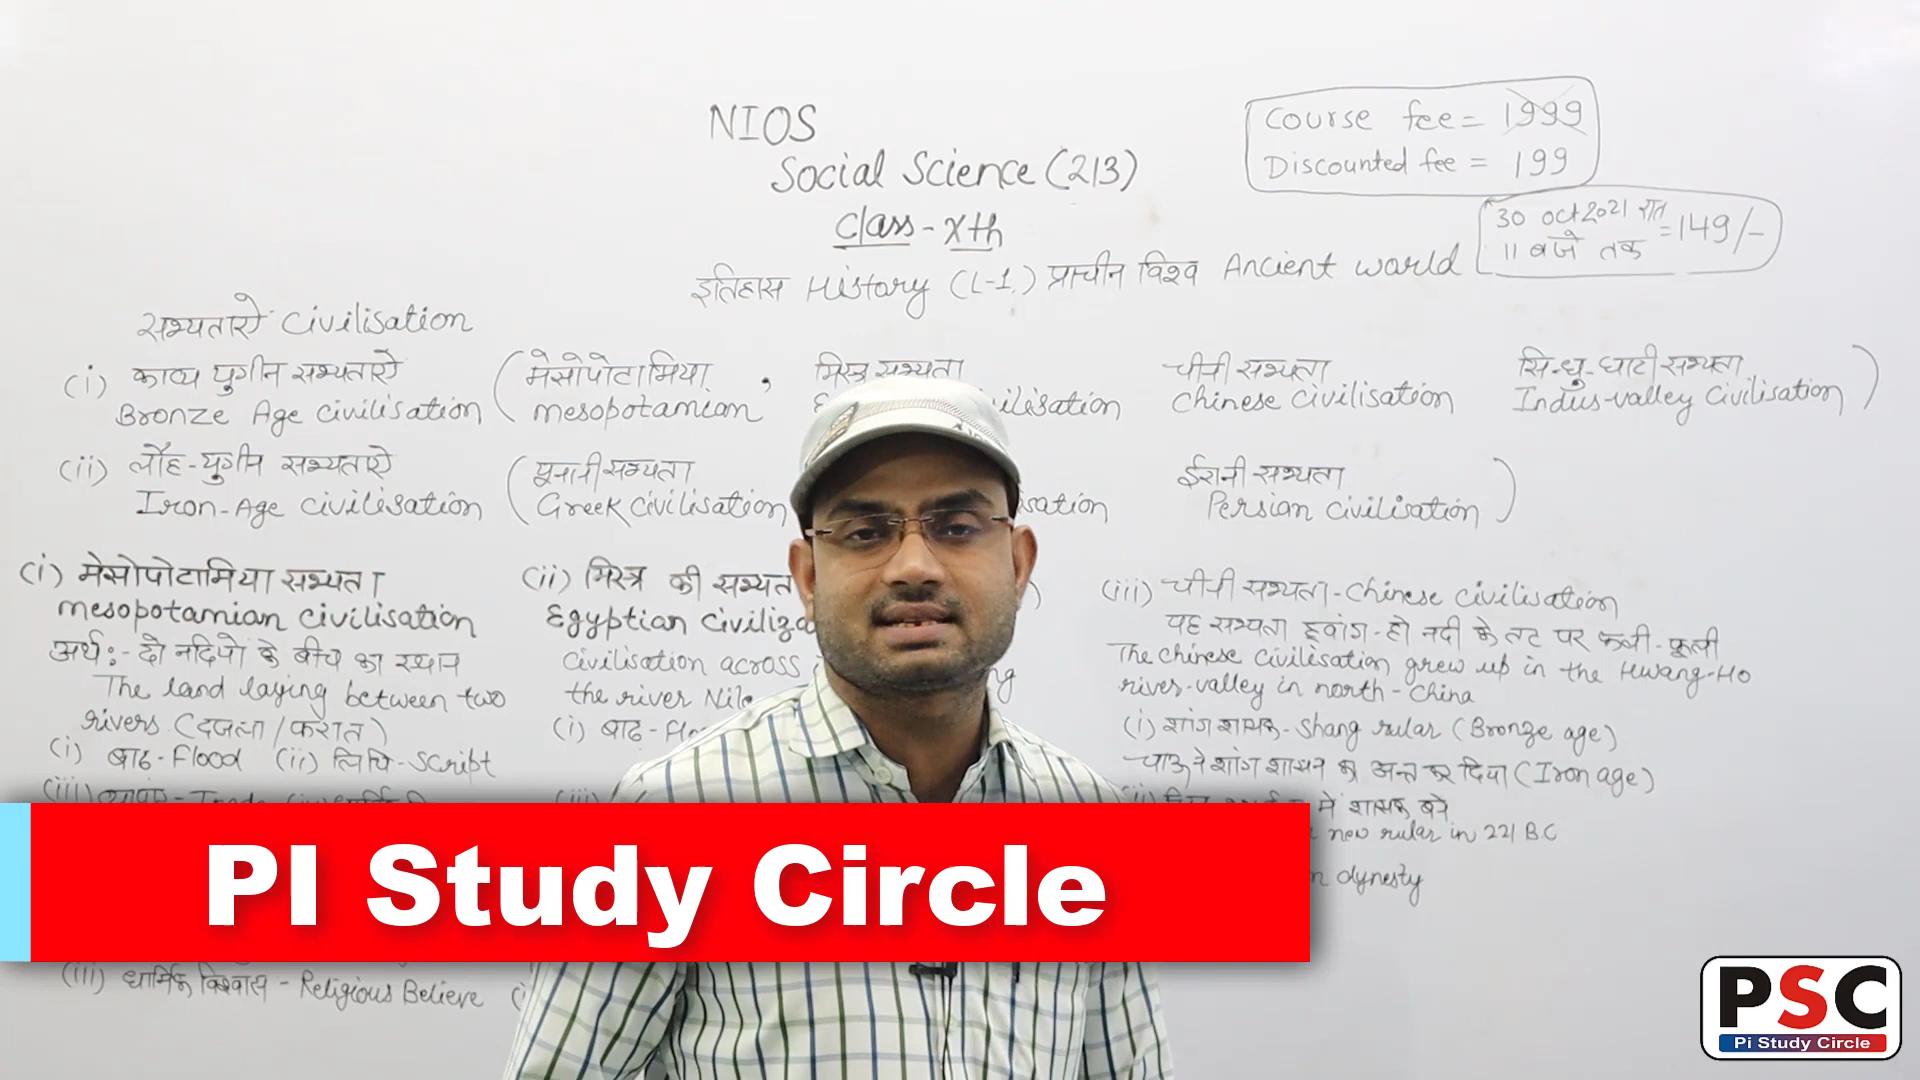 NIOS
Social Science (213)
Class - Xth
Course fee = 1999
Discounted fee = 199
30 oct 2021 रात
11 बजे तक
= 149/-
इतिहास History (L-1.) प्राचीन विश्व Ancient world
सभ्यताऐ Civilisation
(i) काव्य युगीन सभ्यताऐ
Bronze Age Civilisation
( मेसोपोटामिया,
mesopotamian
मिस्त्र सभ्यता
चीनी सभ्यता
Chinese Civilisation
सिन्धु-घाटी सभ्यता
Indus-valley Civilisation )
(ii) लौह-युगीन सभ्यताऐ
Iron-Age Civilisation
( यूनानी सभ्यता
Greek Civilisation
ईरानी सभ्यता
Persian Civilisation )
(i) मेसोपोटामिया सभ्यता
mesopotamian civilisation
अर्थ:- दो नदियो के बीच का स्थान
The land laying between two
rivers (दजला/फरात)
(i) बाढ-Flood (ii) लिपि-Script
(ii) मिस्त्र की
Egyptian
civilisation across
the river Nile
(i) बाढ-
(iii) चीनी सभ्यता-Chinese Civilisation
यह सभ्यता हवांग-हो नदी के तट पर फली-फूली
The Chinese Civilisation grew up in the Hwang-Ho
river-valley in north-China
(i) शांग शासक-Shang rular (Bronze age)
चाऊ ने शांग शासन का अन्त कर दिया (Iron age)
मे शासक बने
new rular in 221 BC
dynesty
PI Study Circle
(iii) धार्मिक विश्वास - Religious Believe
PSC
Pi Study Circle